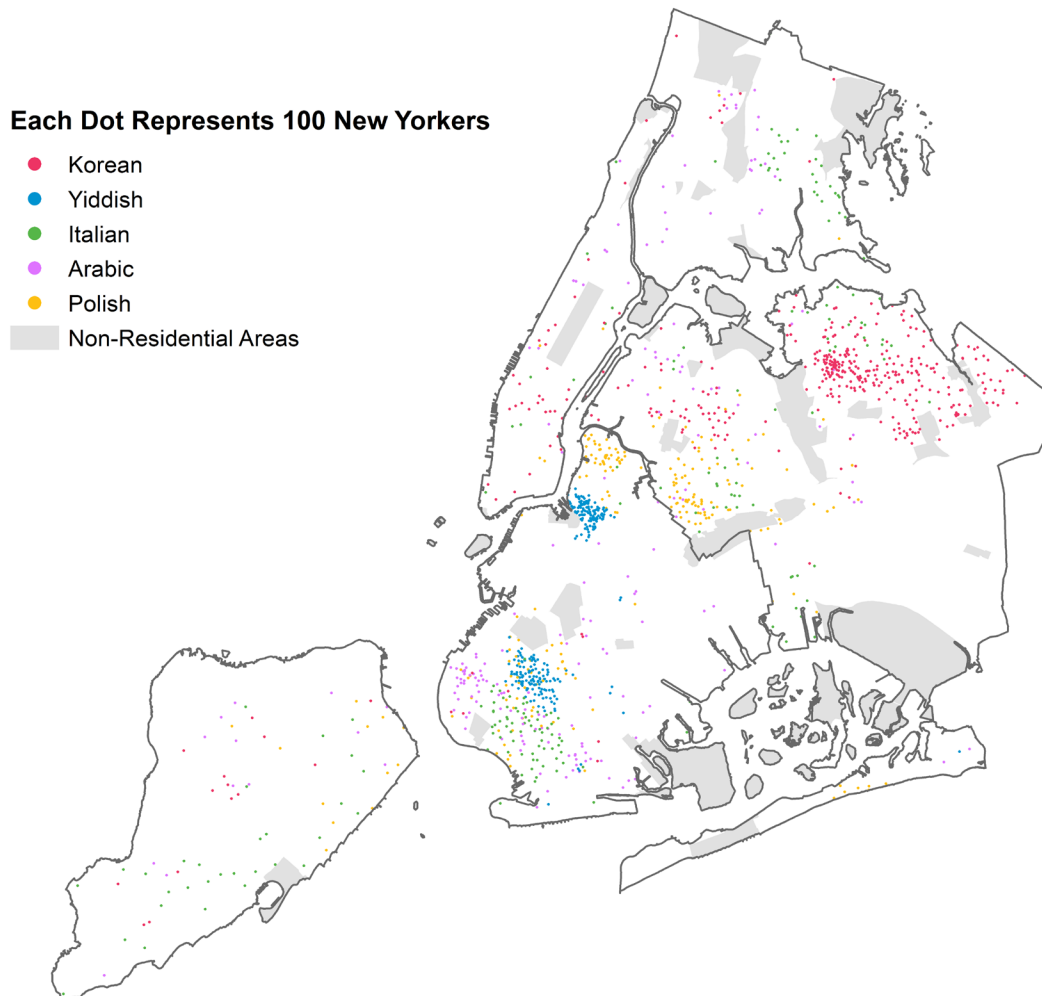 Each Dot Represents 100 New Yorkers
Korean
Yiddish
Italian
Arabic
Polish
Non-Residential Areas